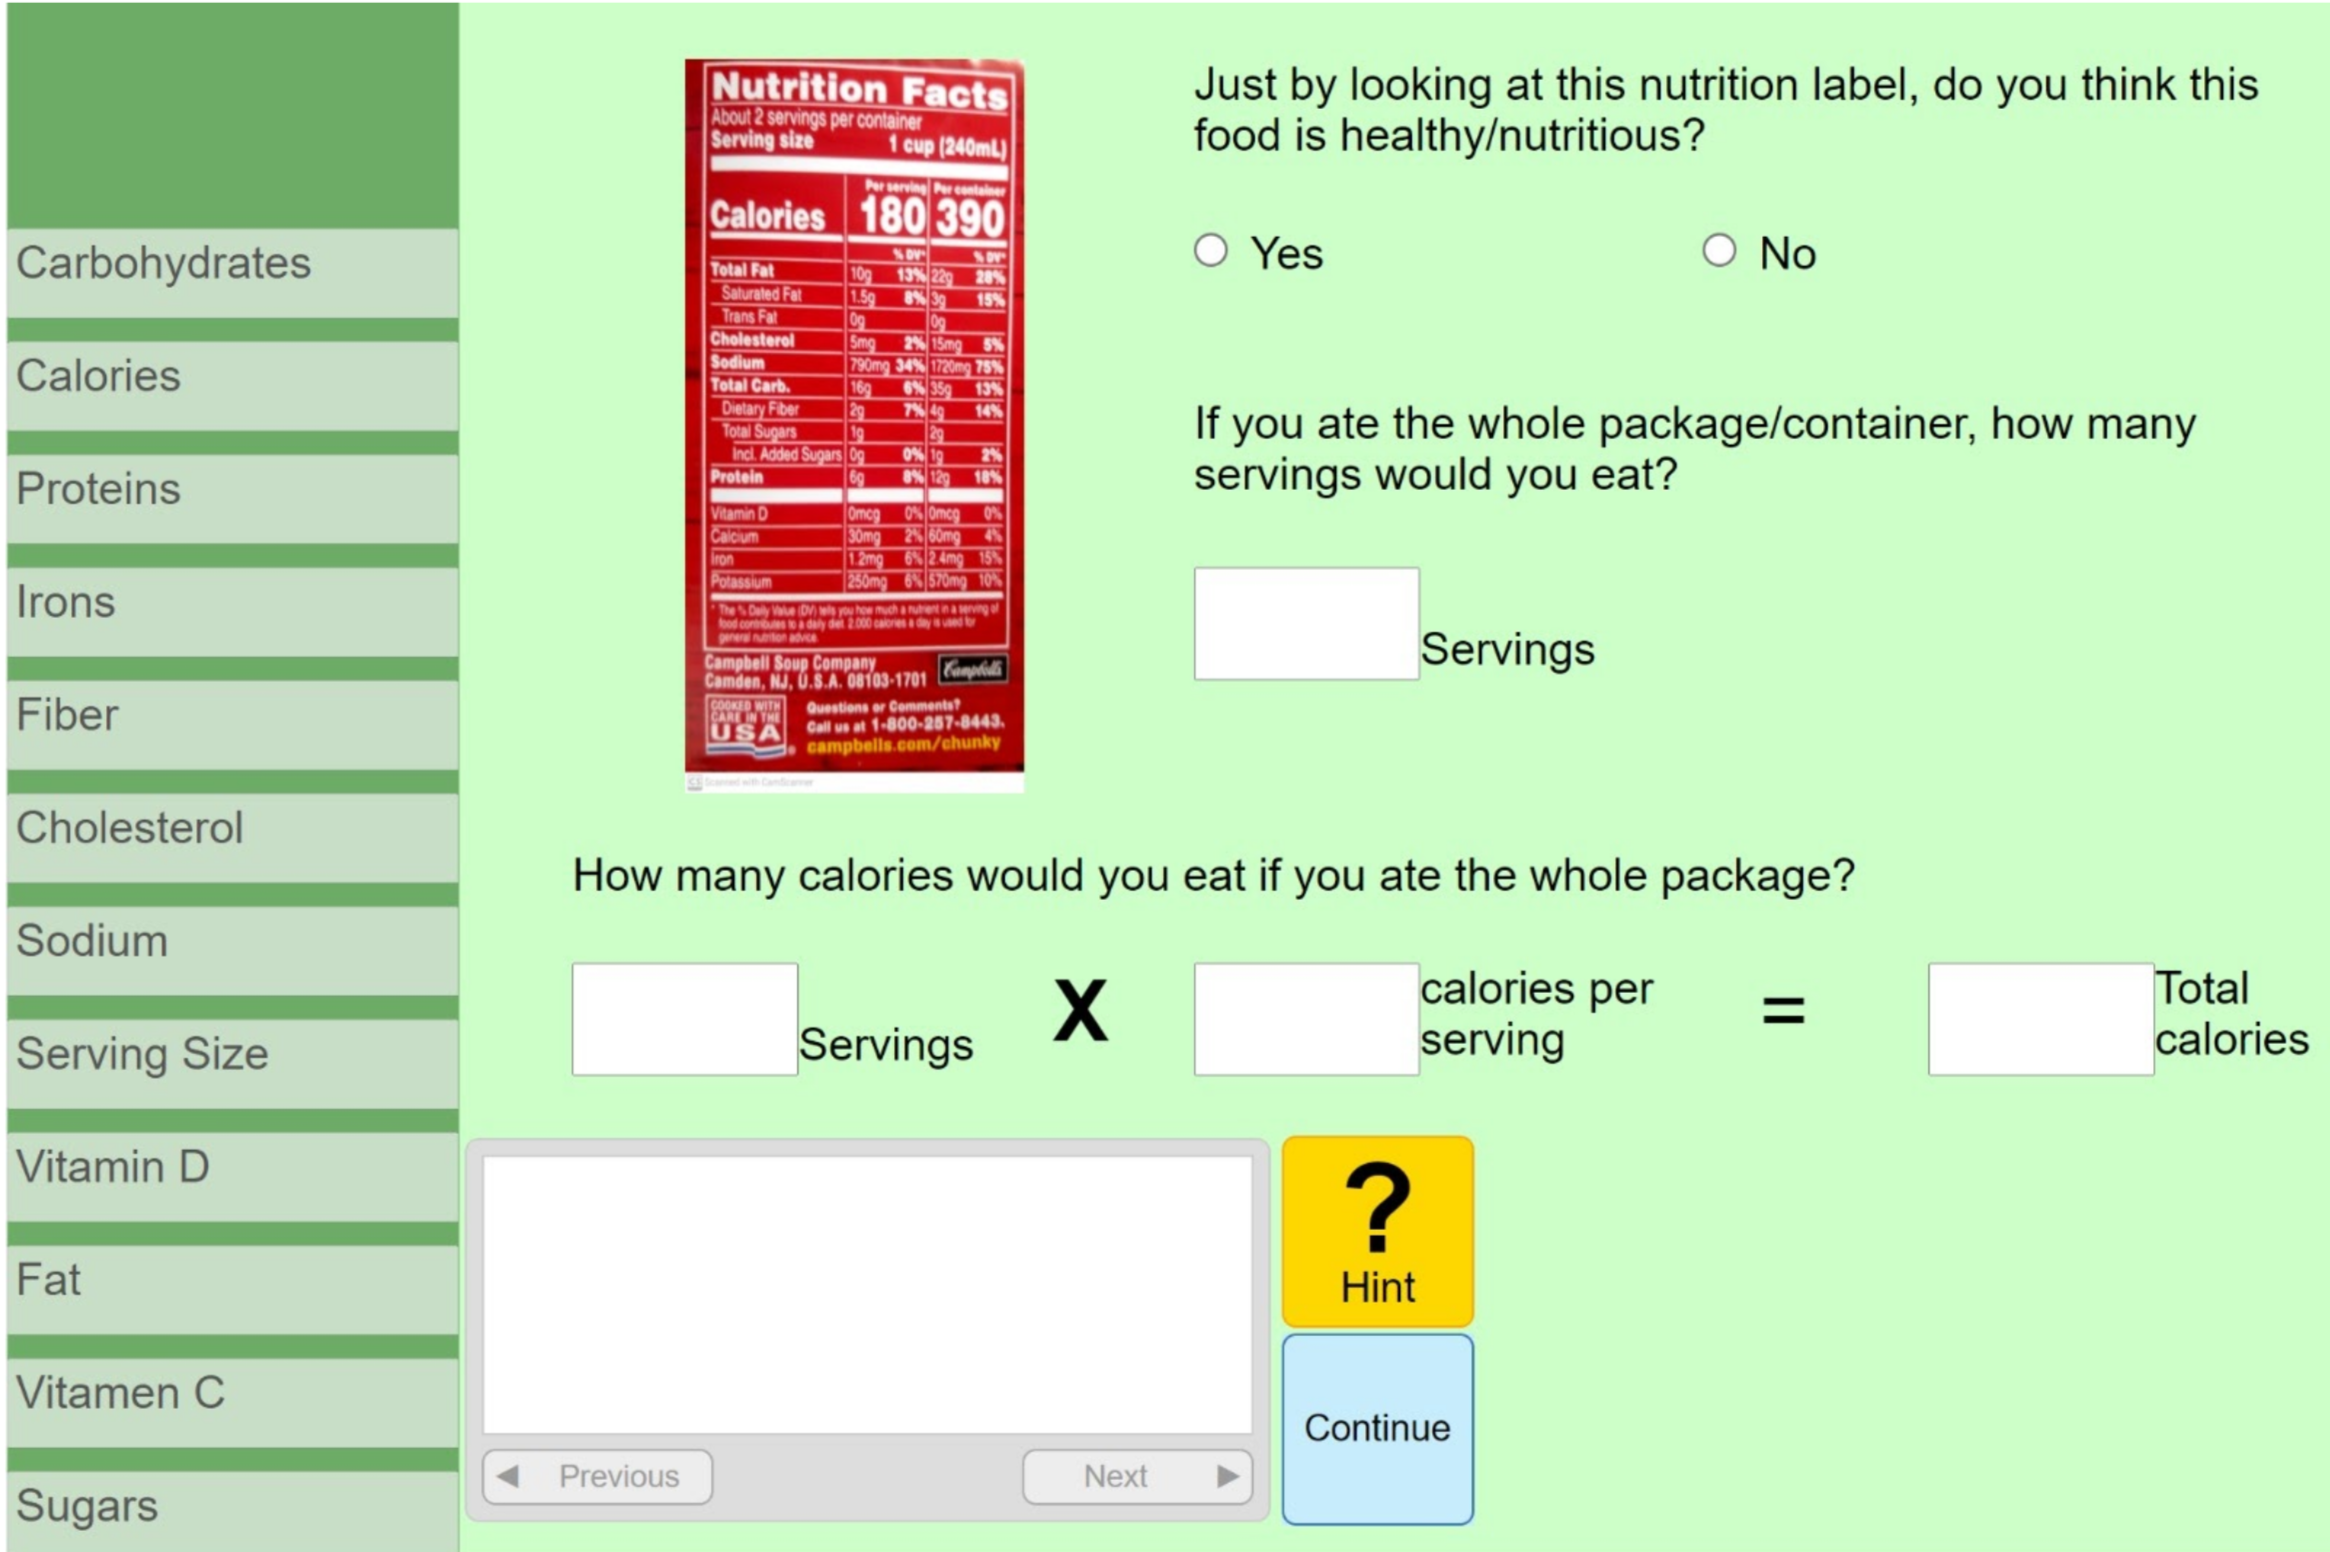 Carbohydrates
Calories
Proteins
Irons
Fiber
Cholesterol
Sodium
Serving Size
Vitamin D
Fat
Vitamen C
Sugars
Nutrition Facts
About 2 servings per container
Serving size 1 cup (240mL)
Per serving Per container
Calories 180 390
% DV* % DV*
Total Fat 10g 13% 22g 28%
Saturated Fat 1.5g 8% 3g 15%
Trans Fat 0g 0g
Cholesterol 5mg 2% 15mg 5%
Sodium 790mg 34% 1720mg 75%
Total Carb. 16g 6% 35g 13%
Dietary Fiber 2g 7% 4g 14%
Total Sugars 1g 2g
Incl. Added Sugars 0g 0% 1g 2%
Protein 6g 8% 12g 18%
Vitamin D 0mcg 0% 0mcg 0%
Calcium 30mg 2% 60mg 4%
Iron 1.2mg 6% 2.4mg 15%
Potassium 250mg 6% 570mg 10%
* The % Daily Value (DV) tells you how much a nutrient in a serving of
food contributes to a daily diet. 2,000 calories a day is used for
general nutrition advice.
Campbell Soup Company
Camden, NJ, U.S.A. 08103-1701
Campbell's
COOKED WITH
CARE IN THE
USA
Questions or Comments?
Call us at 1-800-257-8443.
campbells.com/chunky
CS Scanned with CamScanner
Just by looking at this nutrition label, do you think this
food is healthy/nutritious?
Yes No
If you ate the whole package/container, how many
servings would you eat?
Servings
How many calories would you eat if you ate the whole package?
Servings X calories per
serving = Total
calories
?
Hint
Continue
Previous Next